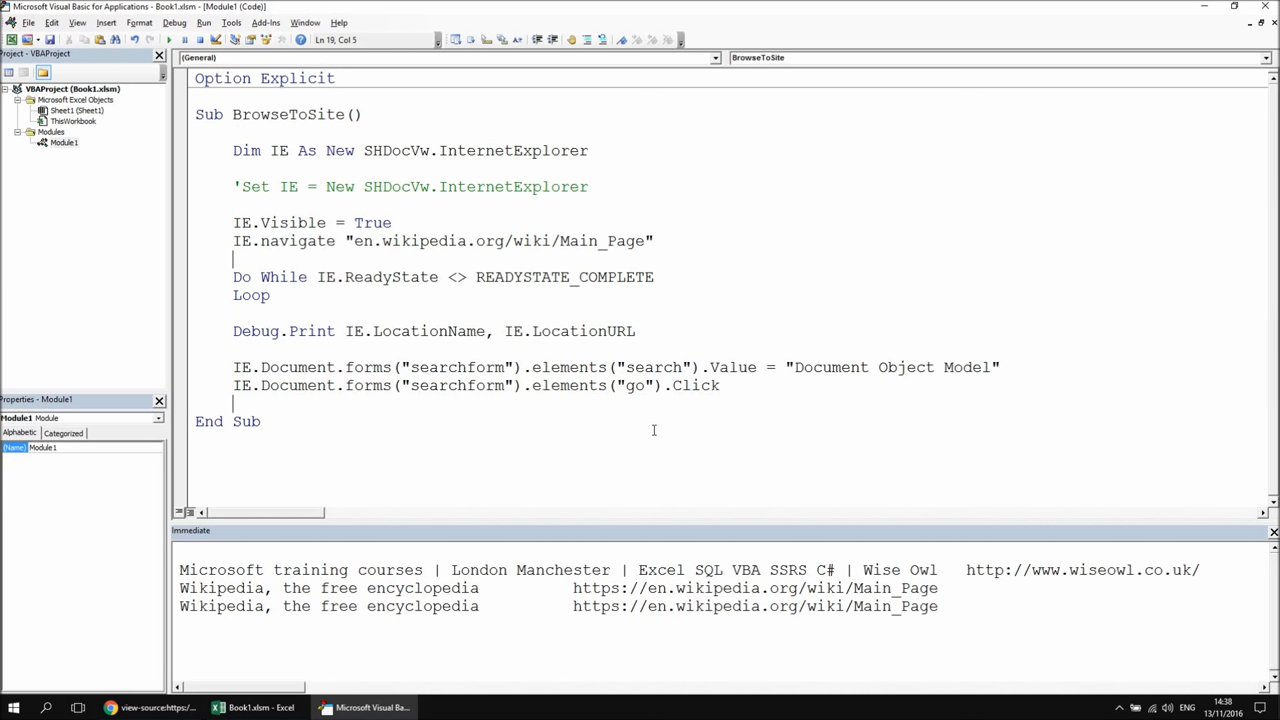 Microsoft Visual Basic for Applications - Book1.xlsm - [Module1 (Code)]
File Edit View Insert Format Debug Run Tools Add-Ins Window Help
Ln 19, Col 5
Project - VBAProject
(General) BrowseToSite
VBAProject (Book1.xlsm)
Microsoft Excel Objects
Sheet1 (Sheet1)
ThisWorkbook
Modules
Module1
Option Explicit
Sub BrowseToSite()
Dim IE As New SHDocVw.InternetExplorer
'Set IE = New SHDocVw.InternetExplorer
IE.Visible = True
IE.navigate "en.wikipedia.org/wiki/Main_Page"
Do While IE.ReadyState <> READYSTATE_COMPLETE
Loop
Debug.Print IE.LocationName, IE.LocationURL
IE.Document.forms("searchform").elements("search").Value = "Document Object Model"
IE.Document.forms("searchform").elements("go").Click
End Sub
Properties - Module1
Module1 Module
Alphabetic Categorized
(Name) Module1
Immediate
Microsoft training courses | London Manchester | Excel SQL VBA SSRS C# | Wise Owl http://www.wiseowl.co.uk/
Wikipedia, the free encyclopedia https://en.wikipedia.org/wiki/Main_Page
Wikipedia, the free encyclopedia https://en.wikipedia.org/wiki/Main_Page
view-source:https:/... Book1.xlsm - Excel Microsoft Visual Ba... ENG 14:38
13/11/2016